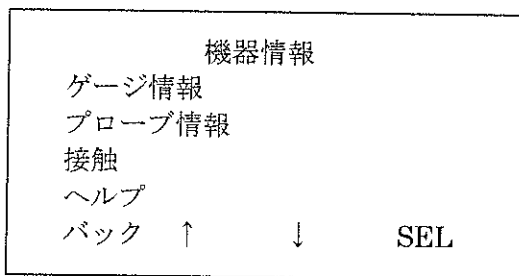 機器情報
ゲージ情報
プローブ情報
接触
ヘルプ
バック ↑ ↓ SEL